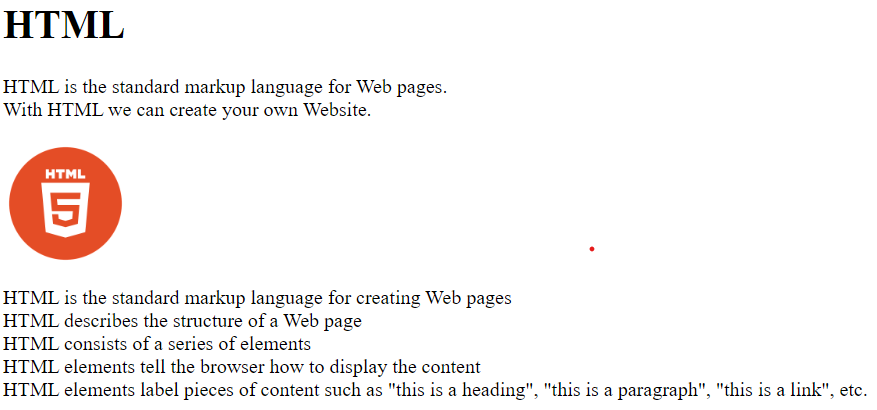 HTML
HTML is the standard markup language for Web pages.
With HTML we can create your own Website.
HTML
5
HTML is the standard markup language for creating Web pages
HTML describes the structure of a Web page
HTML consists of a series of elements
HTML elements tell the browser how to display the content
HTML elements label pieces of content such as "this is a heading", "this is a paragraph", "this is a link", etc.